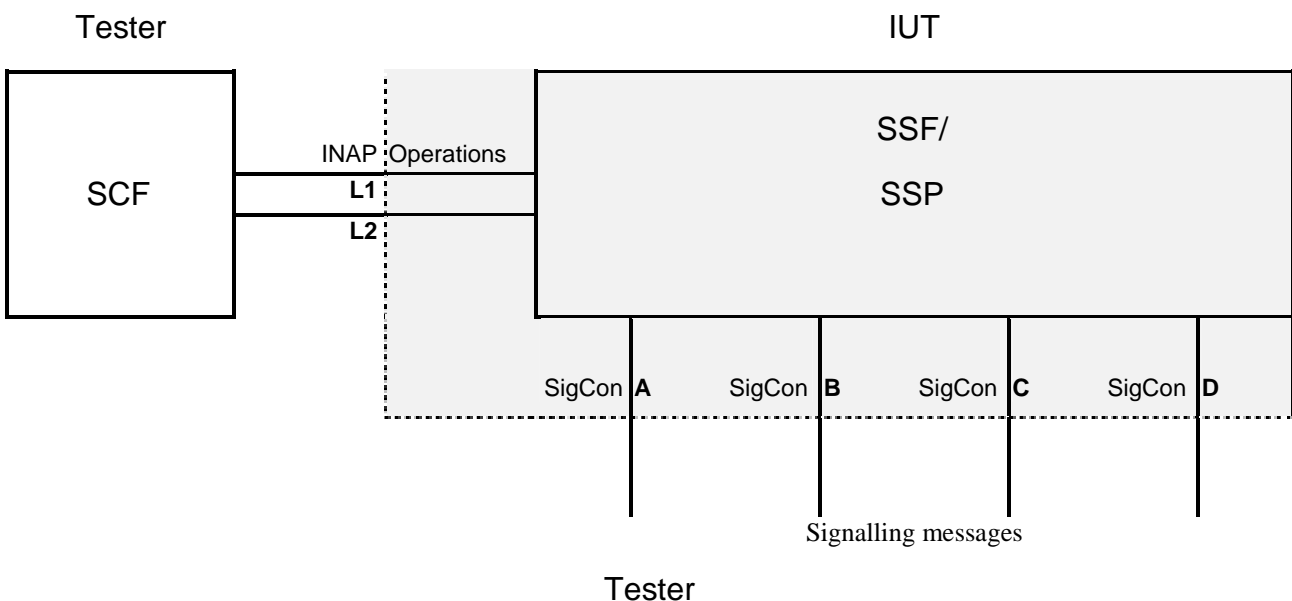 Tester
IUT
SSF/
SSP
SCF
INAP Operations
L1
L2
SigCon A
SigCon B
SigCon C
SigCon D
Signalling messages
Tester